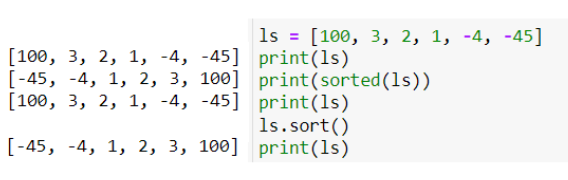 ls = [100, 3, 2, 1, -4, -45]
[100, 3, 2, 1, -4, -45] print(ls)
[-45, -4, 1, 2, 3, 100] print(sorted(ls))
[100, 3, 2, 1, -4, -45] print(ls)
ls.sort()
[-45, -4, 1, 2, 3, 100] print(ls)